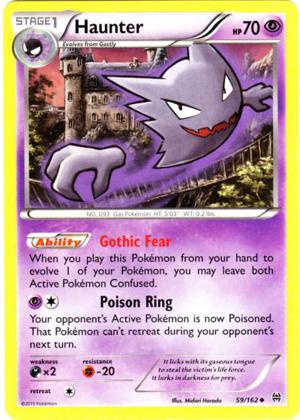 STAGE1
Haunter
HP70
Evolves from Gastly
NO. 093 Gas Pokémon HT: 5'03" WT: 0.2 lbs.
Ability Gothic Fear
When you play this Pokémon from your hand to
evolve 1 of your Pokémon, you may leave both
Active Pokémon Confused.
Poison Ring
Your opponent's Active Pokémon is now Poisoned.
That Pokémon can't retreat during your opponent's
next turn.
weakness
×2
resistance
-20
retreat
It licks with its gaseous tongue
to steal the victim's life force.
It lurks in darkness for prey.
©2015 Pokémon
Illus. Midori Harada
59/162